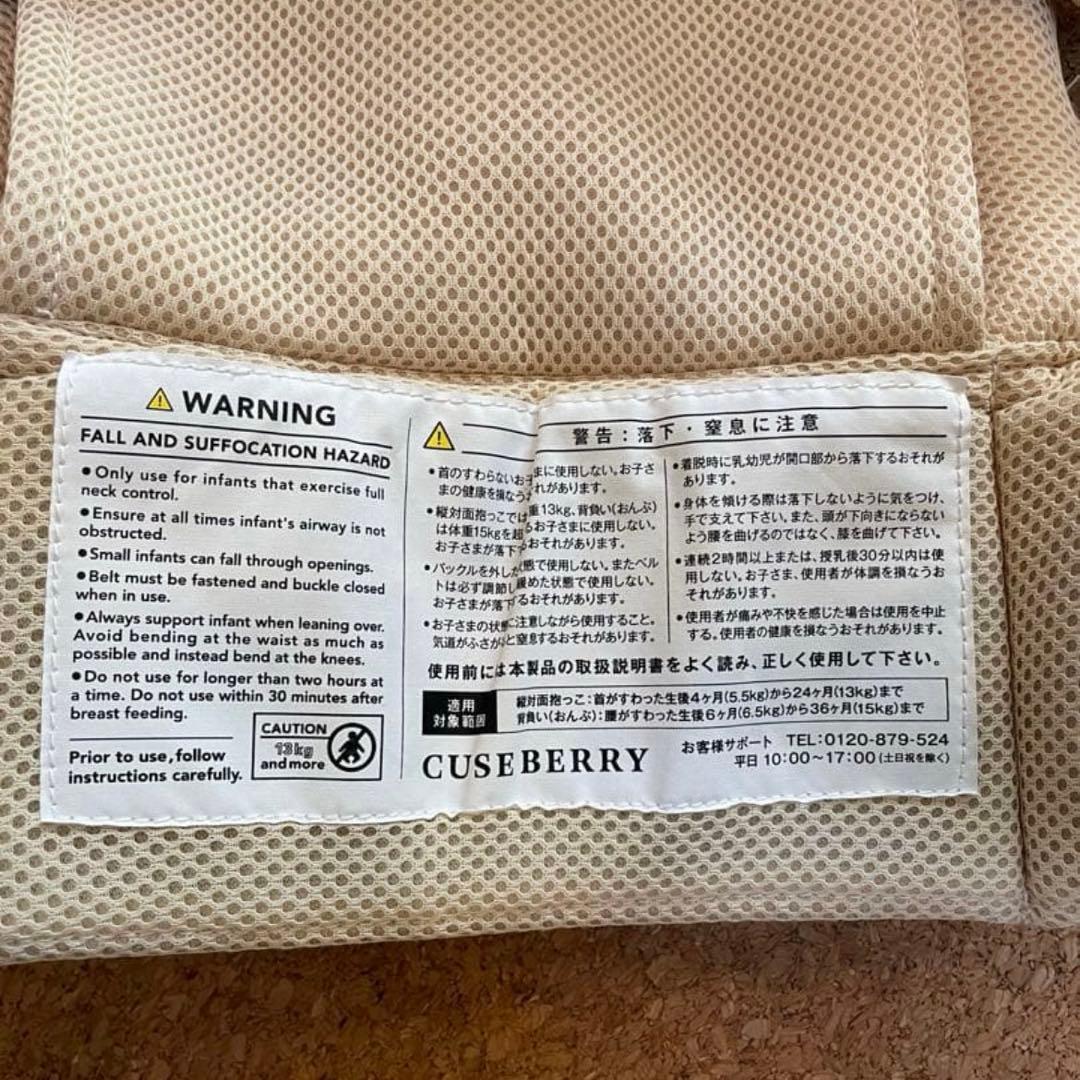 WARNING
FALL AND SUFFOCATION HAZARD
●Only use for infants that exercise full
neck control.
●Ensure at all times infant's airway is not
obstructed.
●Small infants can fall through openings.
●Belt must be fastened and buckle closed
when in use.
●Always support infant when leaning over.
Avoid bending at the waist as much as
possible and instead bend at the knees.
●Do not use for longer than two hours at
a time. Do not use within 30 minutes after
breast feeding.
Prior to use,follow
instructions carefully.
CAUTION
13kg
and more
警告：落下・窒息に注意
●首のすわらないお子まに使用しない。お子さ
まの健康を損なうれがあります。
●縦対面抱っこでは重13kg、背負い(おんぶ)
は体重15kgを超るお子さまに使用しない。
お子さまが落下おそれがあります。
●バックルを外した状態で使用しない。またベル
トは必ず調節し緩めた状態で使用しない。
お子さまが落下するおそれがあります。
●お子さまの状態に注意しながら使用すること。
気道がふさがると窒息するおそれがあります。
●着脱時に乳幼児が開口部から落下するおそれが
あります。
●身体を傾ける際は落下しないように気をつけ、
手で支えて下さい。また、頭が下向きにならない
よう腰を曲げるのではなく、膝を曲げて下さい。
●連続2時間以上または、授乳後30分以内は使
用しない。お子さま、使用者が体調を損なうお
それがあります。
●使用者が痛みや不快を感じた場合は使用を中止
する。使用者の健康を損なうおそれがあります。
使用前には本製品の取扱説明書をよく読み、正しく使用して下さい。
適用
対象範囲
縦対面抱っこ：首がすわった生後4ヶ月(5.5kg)から24ヶ月(13kg)まで
背負い(おんぶ)：腰がすわった生後6ヶ月(6.5kg)から36ヶ月(15kg)まで
CUSEBERRY
お客様サポート TEL：0120-879-524
平日 10：00～17：00(土日祝を除く)